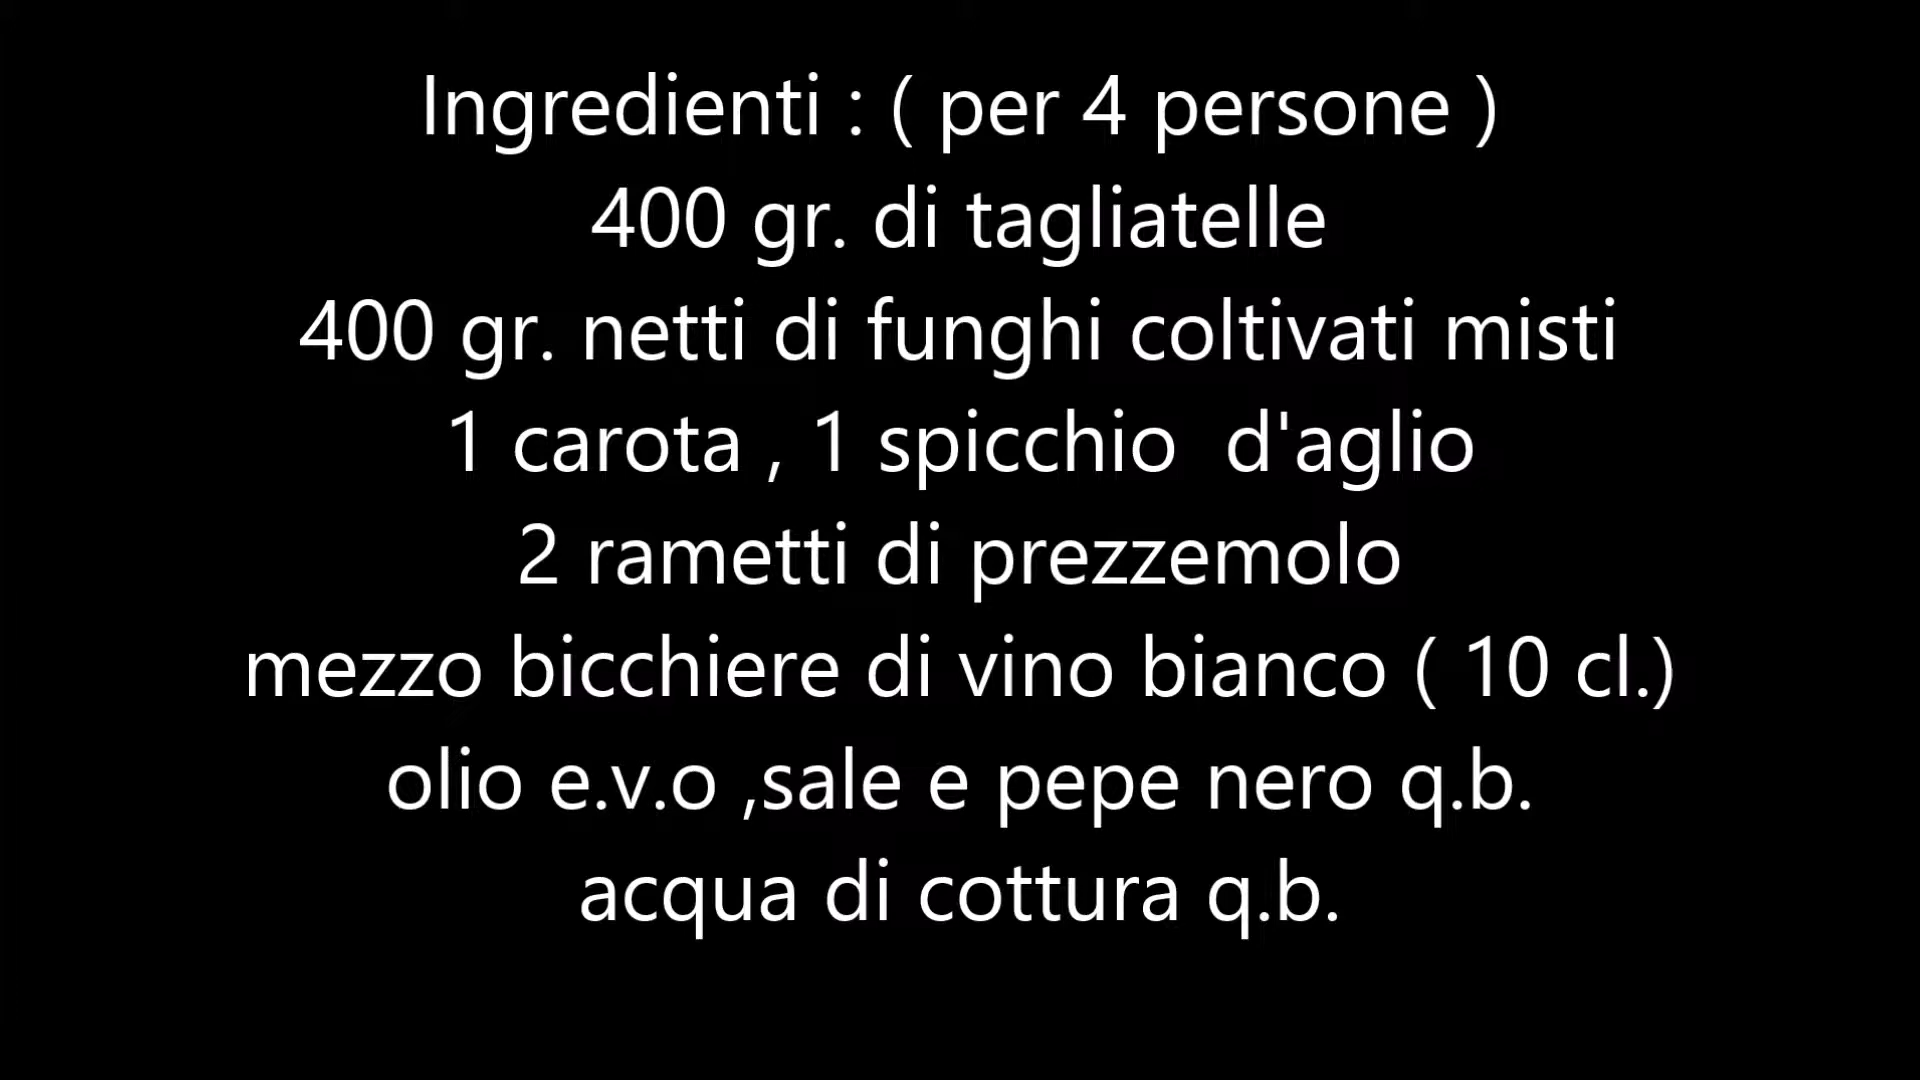 Ingredienti : ( per 4 persone )
400 gr. di tagliatelle
400 gr. netti di funghi coltivati misti
1 carota , 1 spicchio  d'aglio
2 rametti di prezzemolo
mezzo bicchiere di vino bianco ( 10 cl.)
olio e.v.o ,sale e pepe nero q.b.
acqua di cottura q.b.